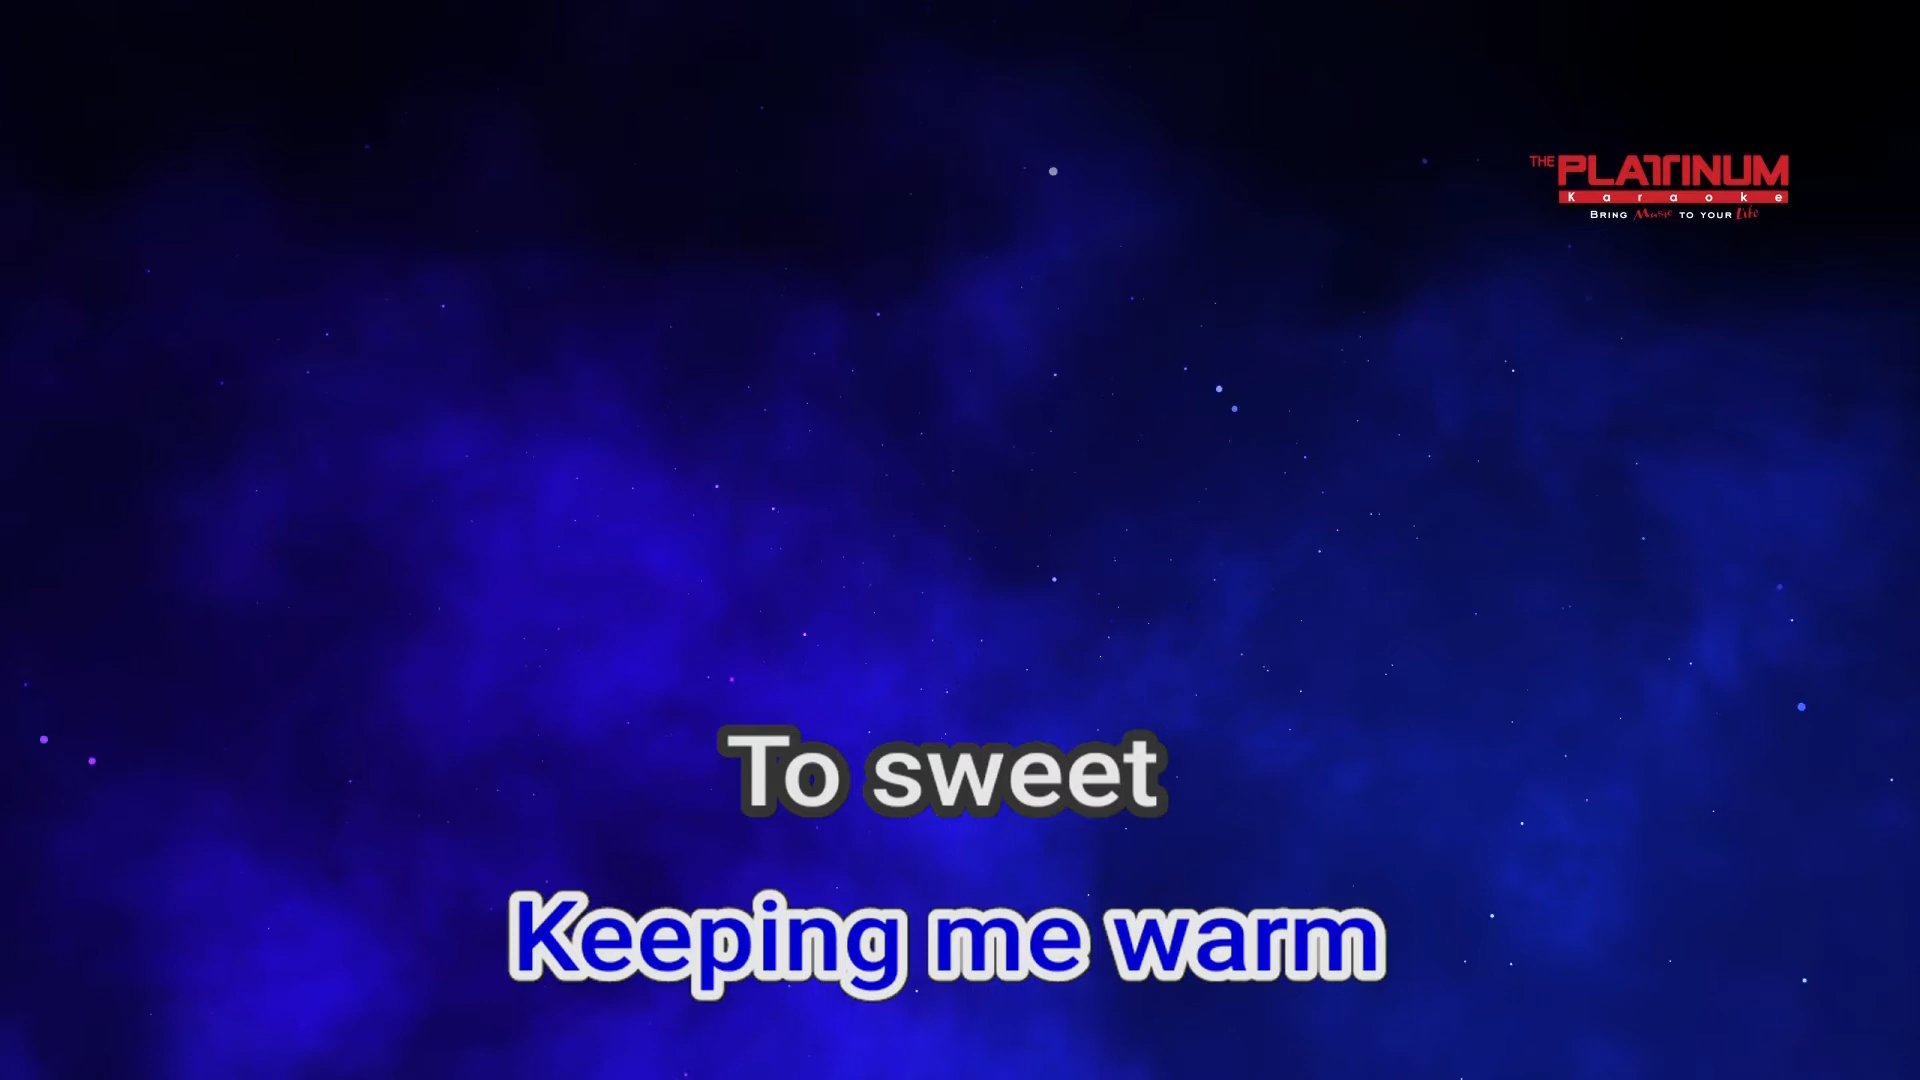 THE PLATINUM
Karaoke
BRING Music TO YOUR Life
To sweet
Keeping me warm